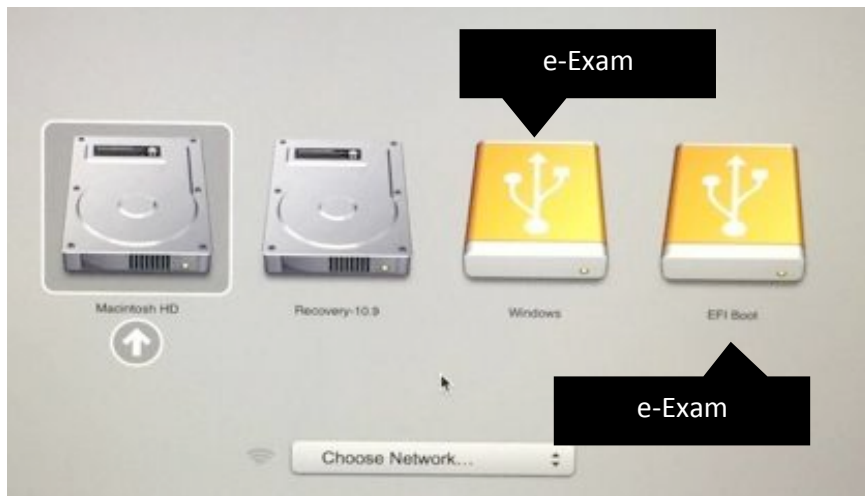 e-Exam
Macintosh HD
Recovery-10.9
Windows
EFI Boot
e-Exam
Choose Network...